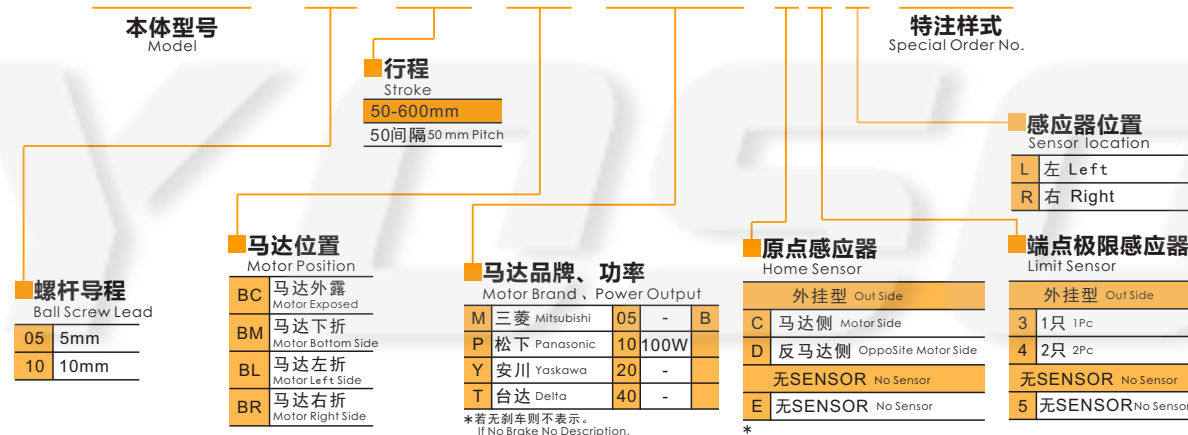 本体型号
Model
特注样式
Special Order No.
行程
Stroke
50-600mm
50间隔50 mm Pitch
感应器位置
Sensor location
L 左 Left
R 右 Right
螺杆导程
Ball Screw Lead
05 5mm
10 10mm
马达位置
Motor Position
BC 马达外露
Motor Exposed
BM 马达下折
Motor Bottom Side
BL 马达左折
Motor Left Side
BR 马达右折
Motor Right Side
马达品牌、功率
Motor Brand 、Power Output
M 三菱 Mitsubishi 05 - B
P 松下 Panasonic 10 100W
Y 安川 Yaskawa 20 -
T 台达 Delta 40 -
*若无刹车则不表示。
If No Brake No Description.
原点感应器
Home Sensor
外挂型 Out Side
C 马达侧 Motor Side
D 反马达侧 OppoSite Motor Side
无SENSOR No Sensor
E 无SENSOR No Sensor
*
端点极限感应器
Limit Sensor
外挂型 Out Side
3 1只 1Pc
4 2只 2Pc
无SENSOR No Sensor
5 无SENSOR No Sensor